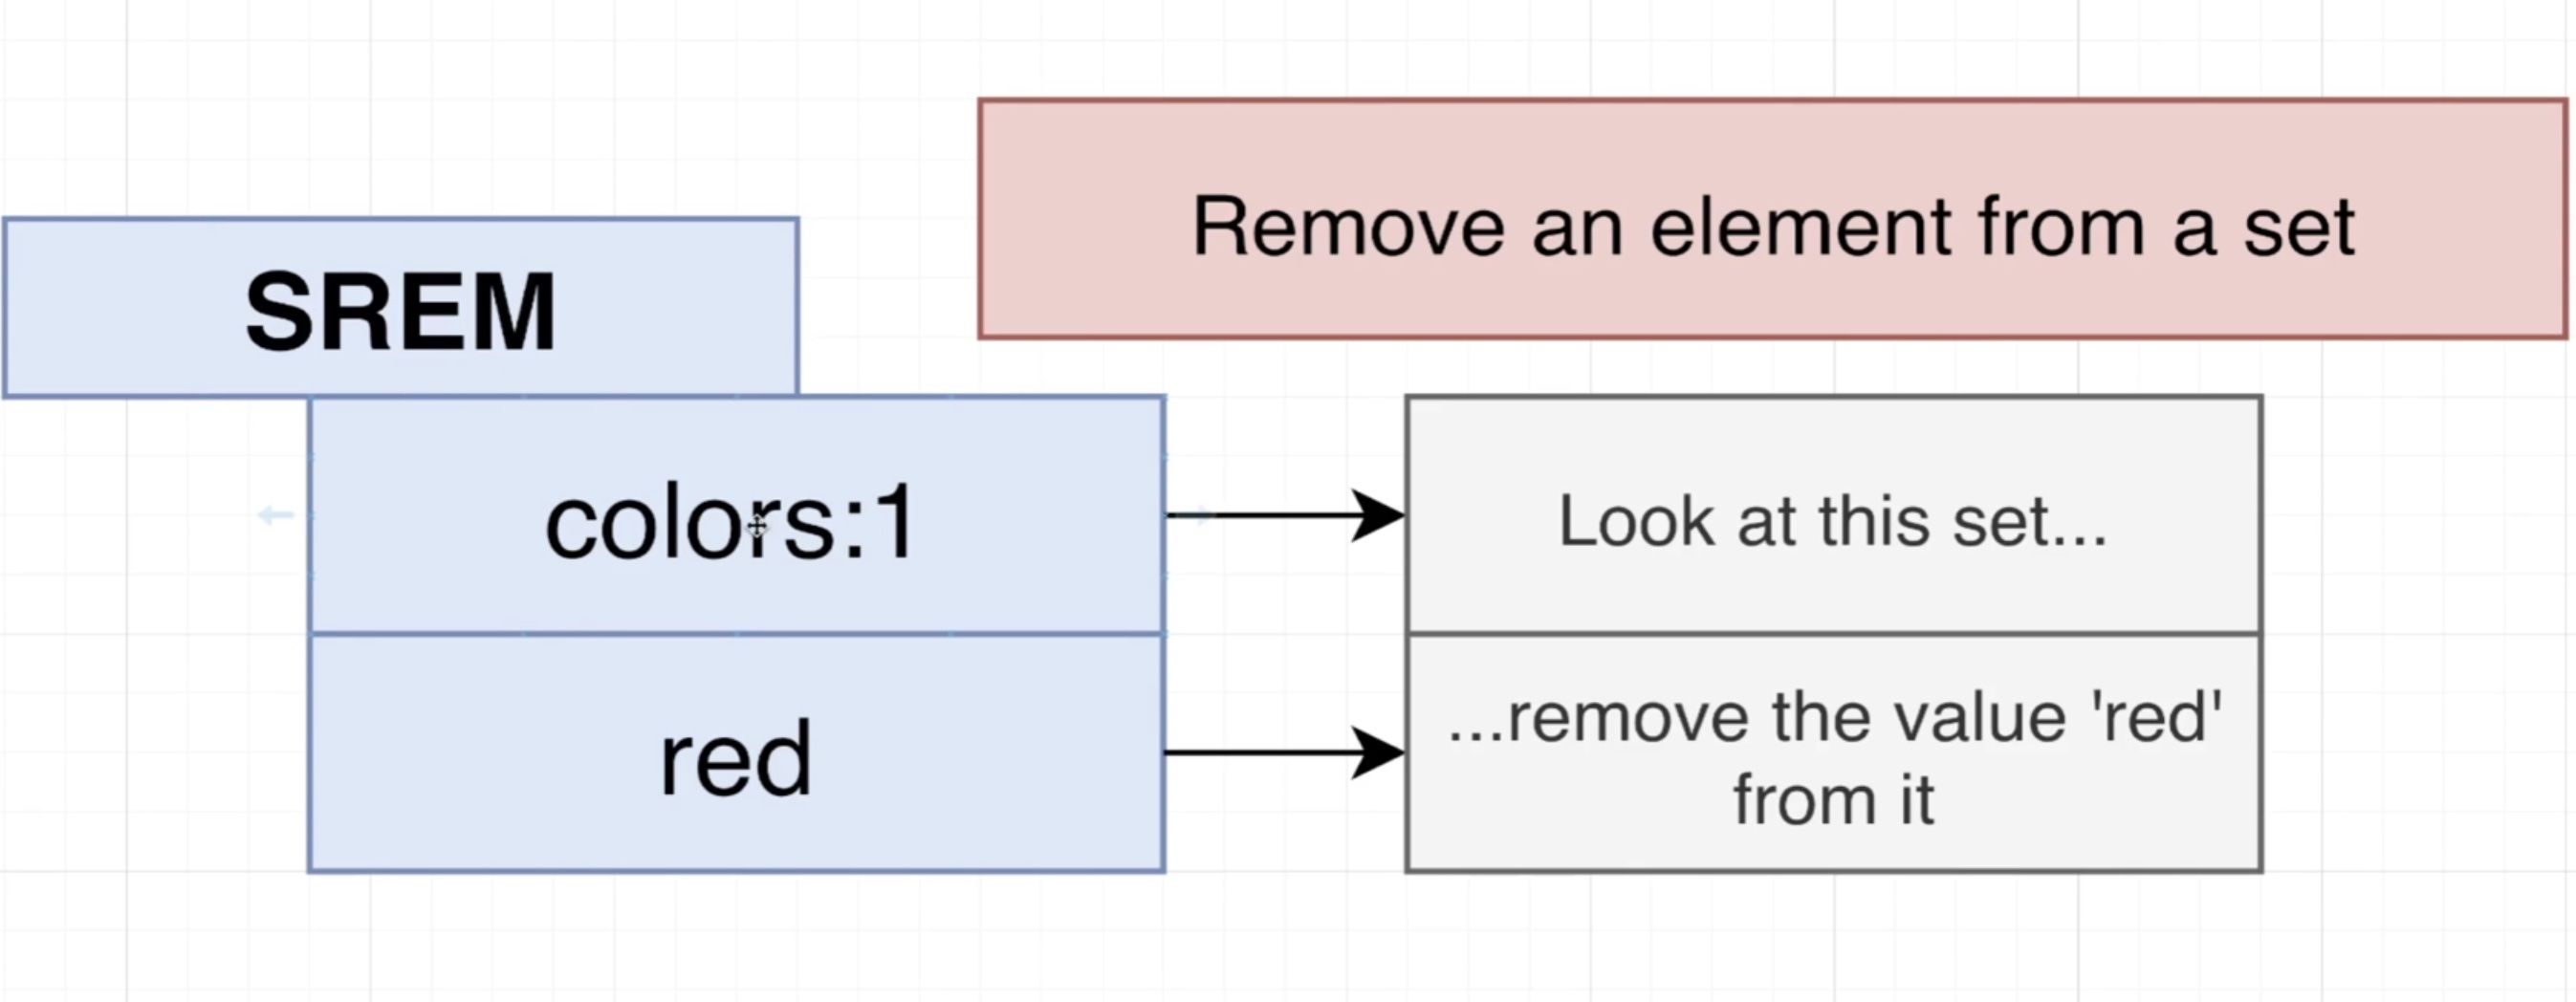 Remove an element from a set
SREM
colors:1
Look at this set...
red
...remove the value 'red'
from it